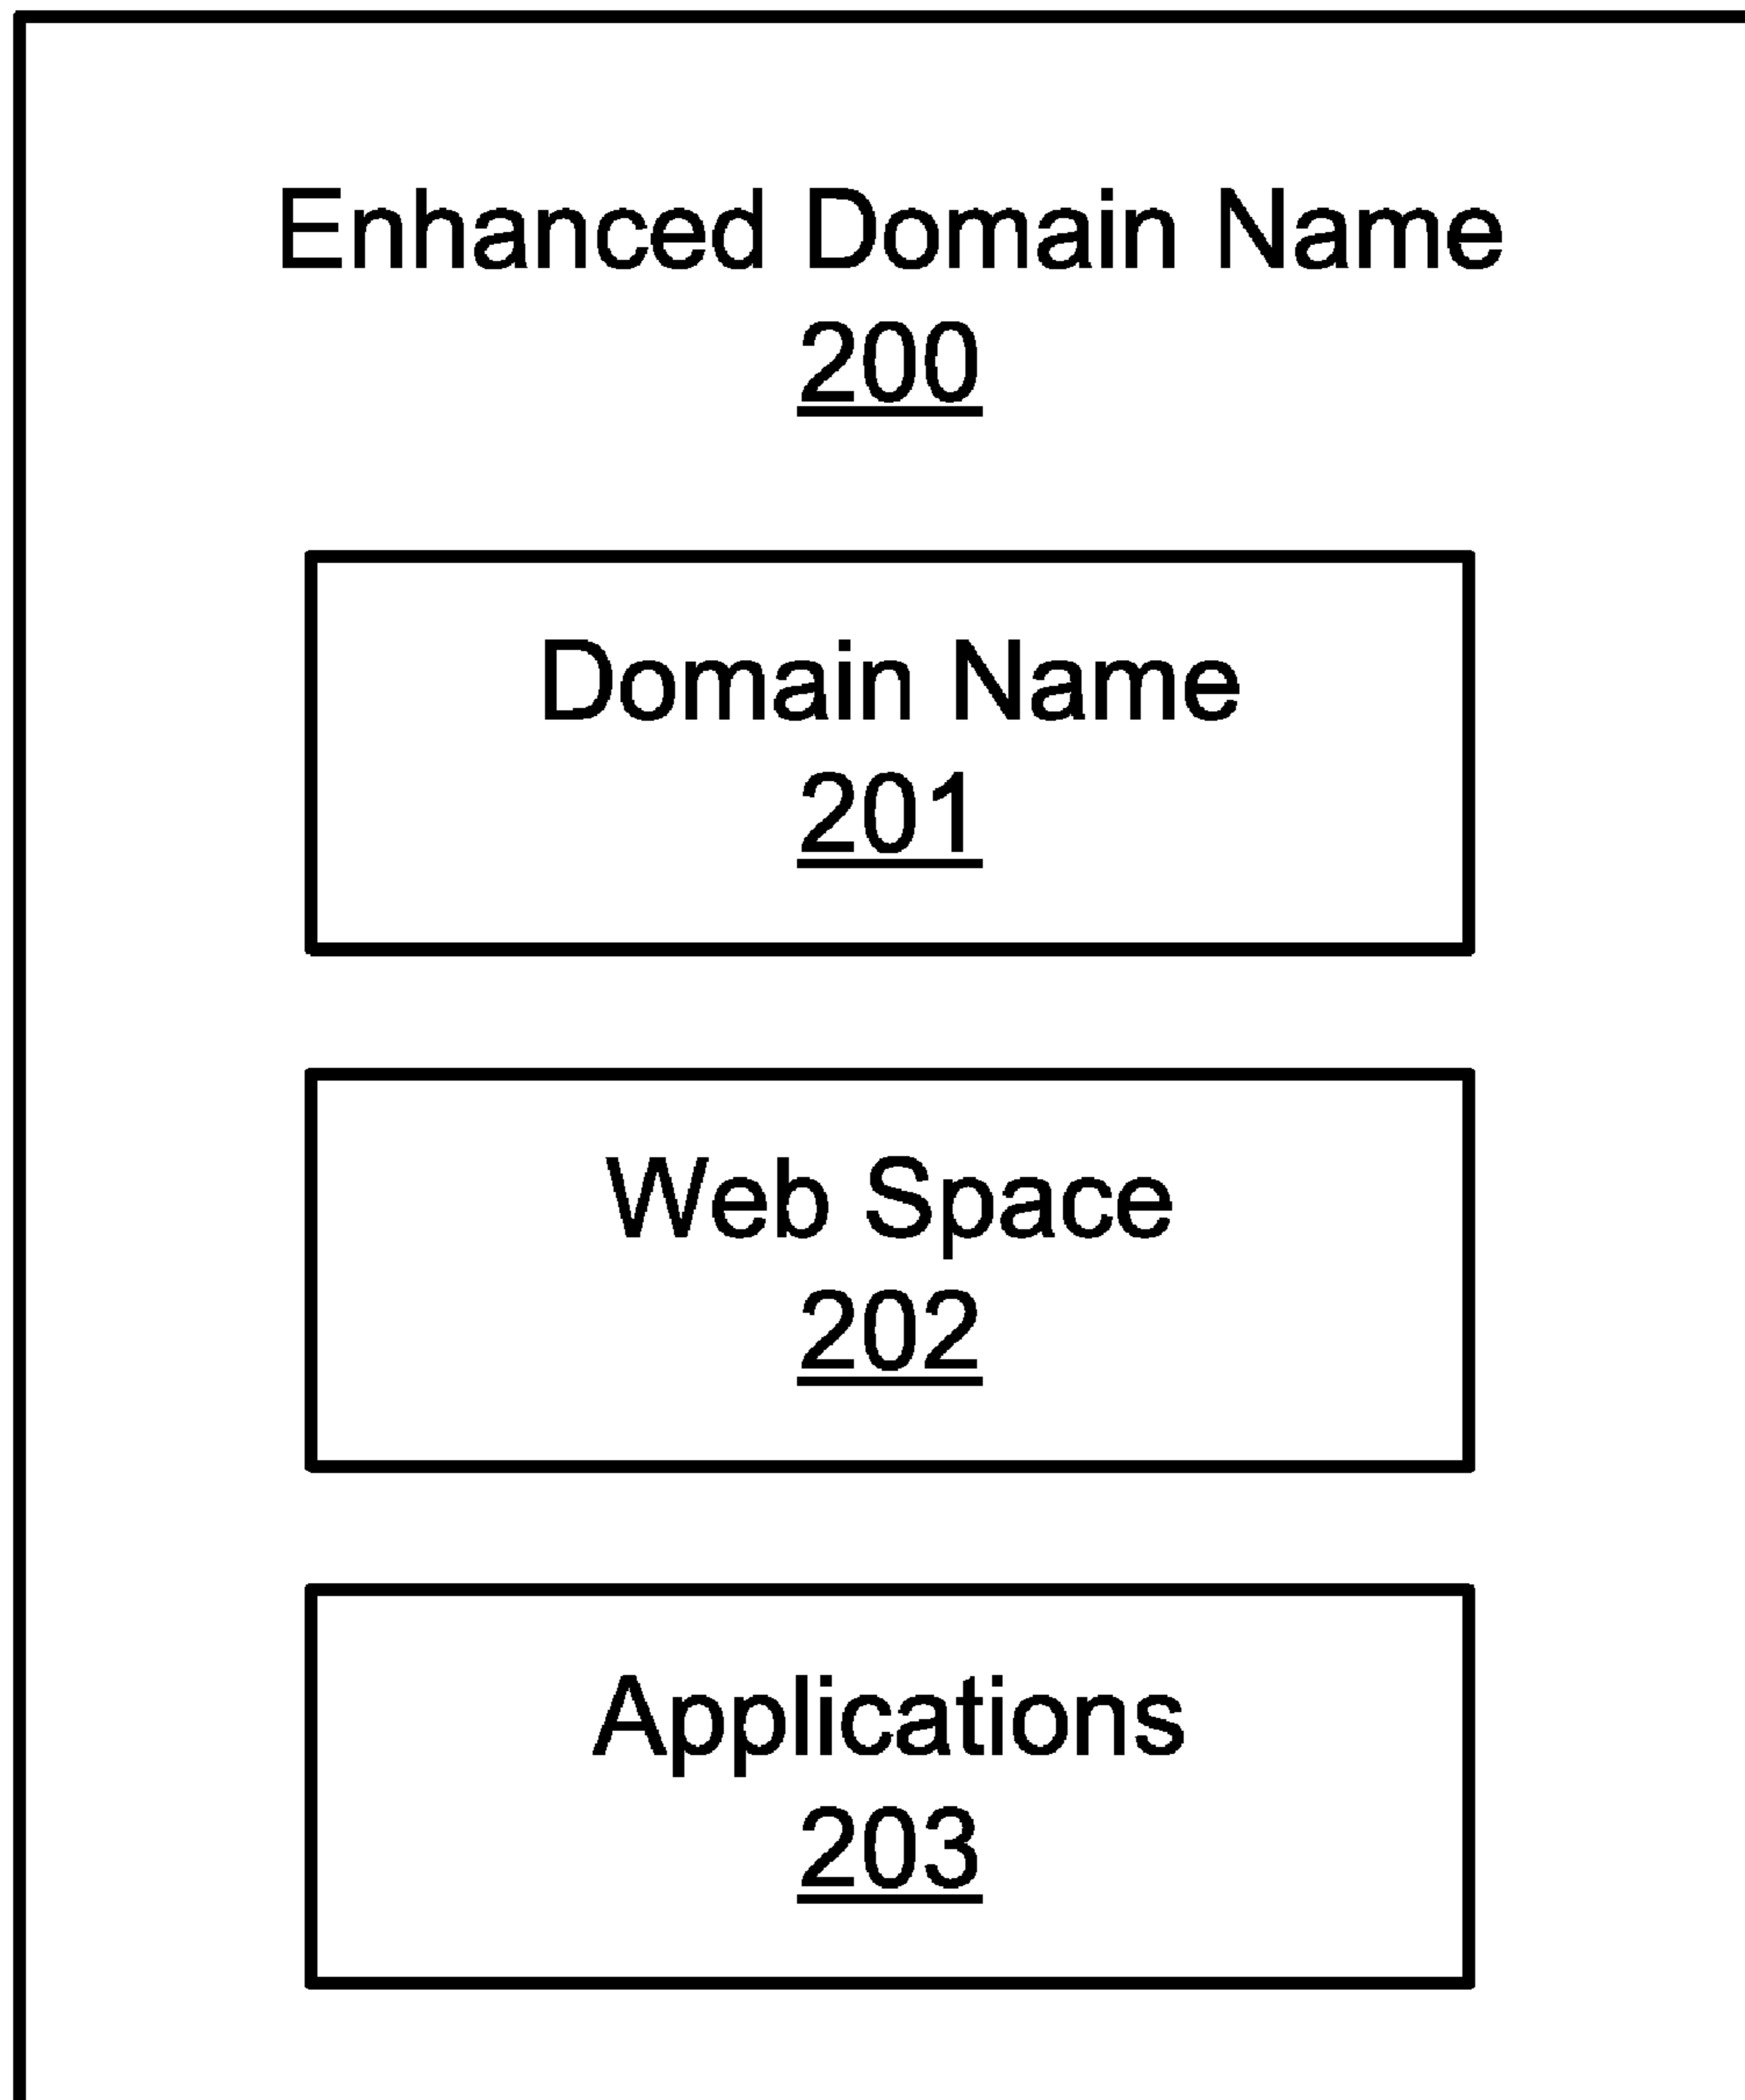 Enhanced Domain Name
200
Domain Name
201
Web Space
202
Applications
203